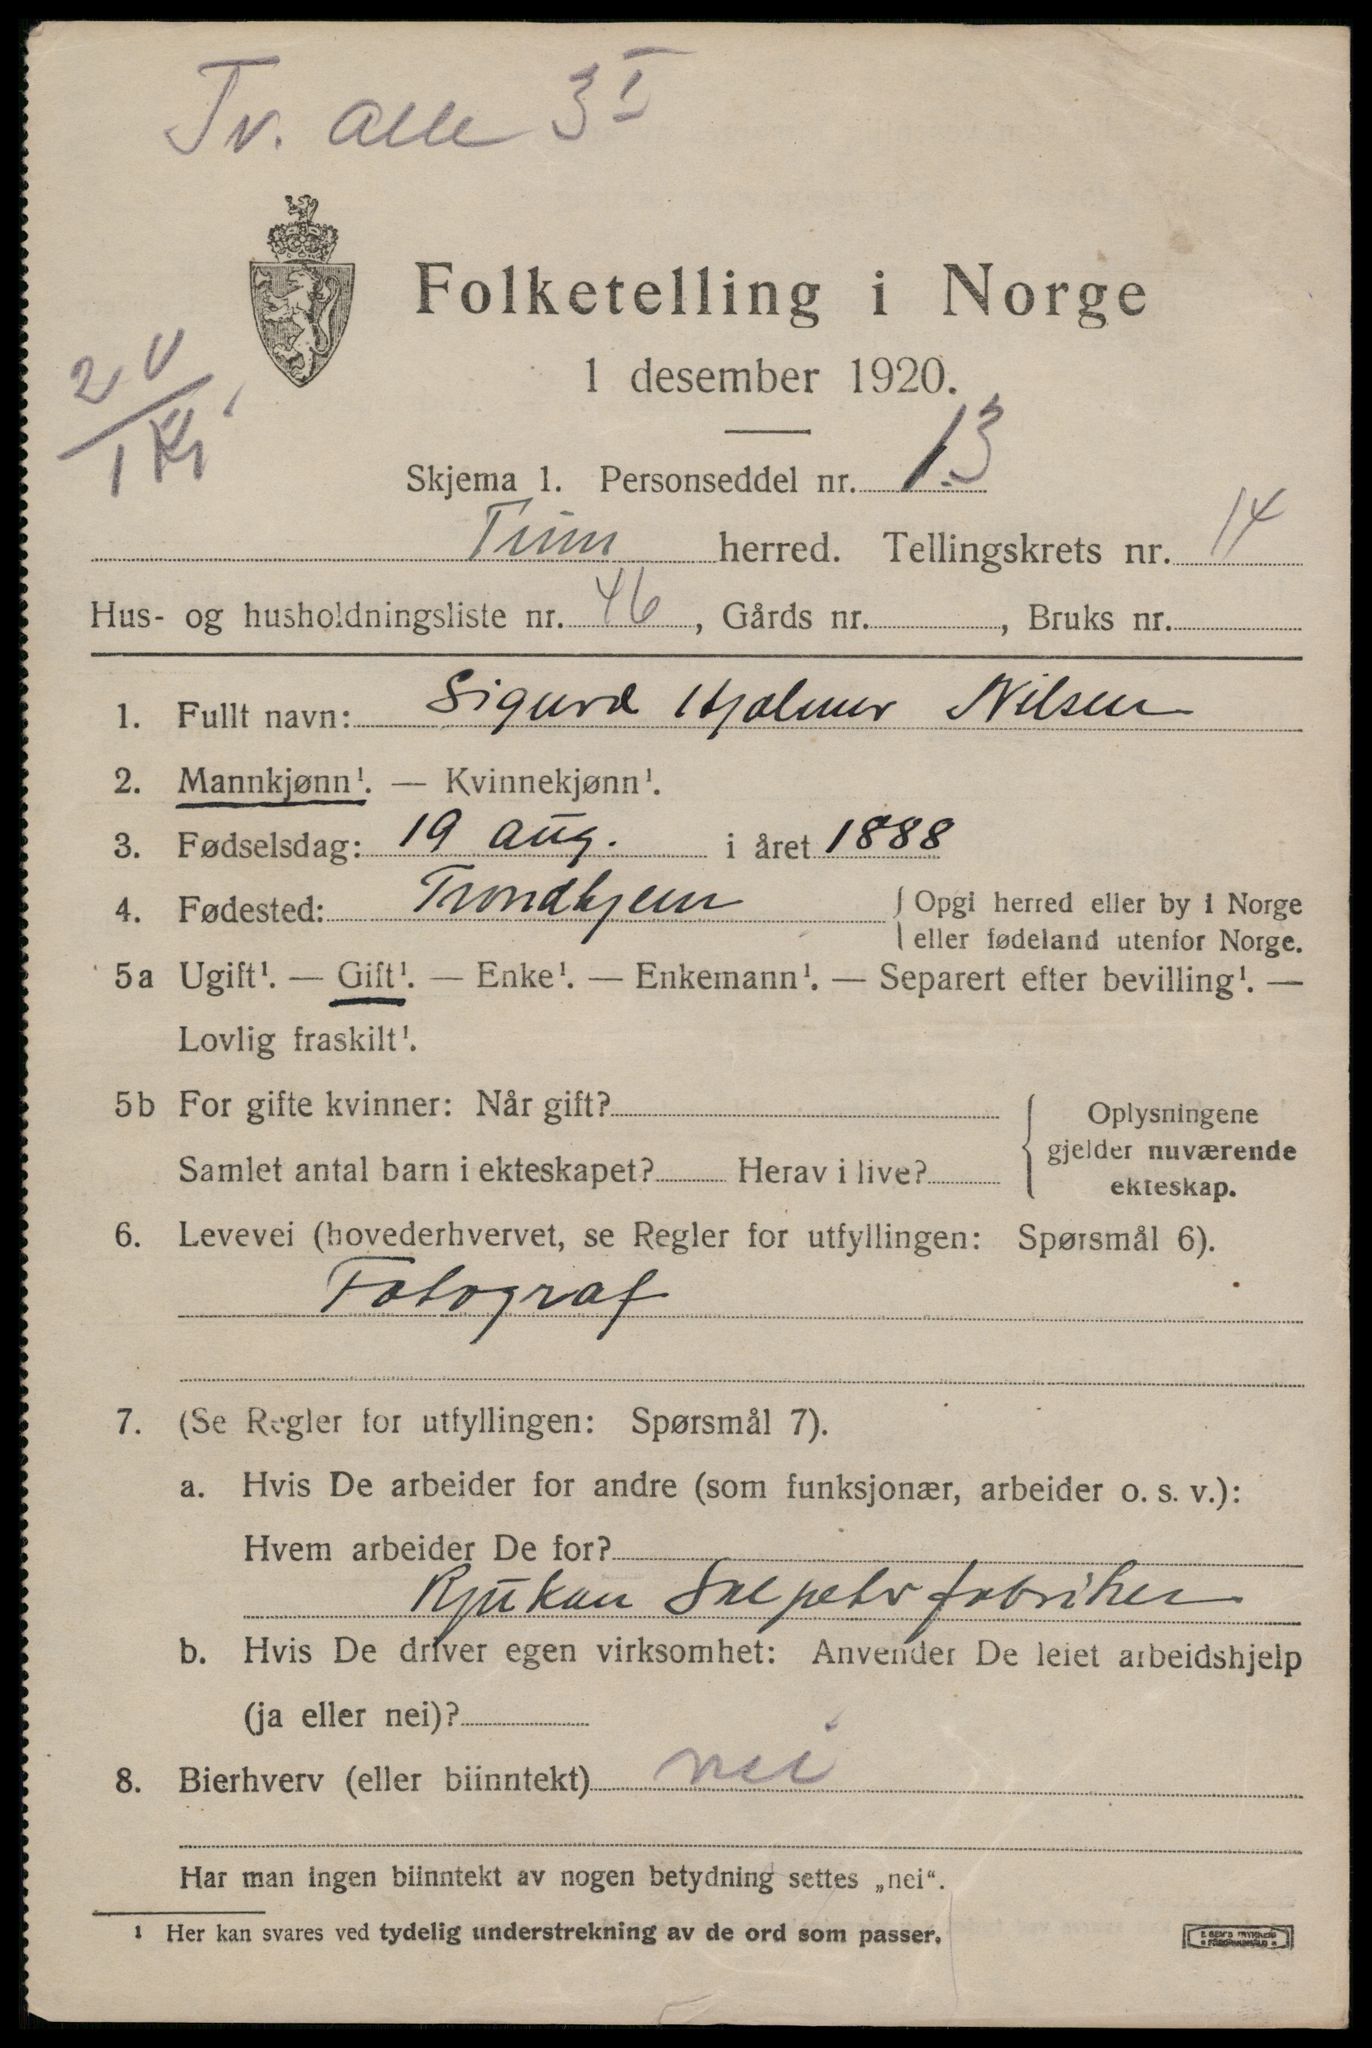 Tv. alle 3 I
Folketelling i Norge
1 desember 1920.
2 V
1 Kr
Skjema 1. Personseddel nr. 13
Tinn herred. Tellingskrets nr. 14
Hus- og husholdningsliste nr. 46, Gårds nr. , Bruks nr.
1. Fullt navn: Sigurd Hjalmar Nilsen
2. Mannkjønn¹. — Kvinnekjønn¹.
3. Fødselsdag: 19 aug. i året 1888
4. Fødested: Trondhjem { Opgi herred eller by i Norge
eller fødeland utenfor Norge.
5a Ugift¹. — Gift¹. — Enke¹. — Enkemann¹. — Separert efter bevilling¹. —
Lovlig fraskilt¹.
5b For gifte kvinner: Når gift?
Samlet antal barn i ekteskapet? Herav i live?
{ Oplysningene
gjelder nuværende
ekteskap.
6. Levevei (hovederhvervet, se Regler for utfyllingen: Spørsmål 6).
Fotograf
7. (Se Regler for utfyllingen: Spørsmål 7).
a. Hvis De arbeider for andre (som funksjonær, arbeider o. s. v.):
Hvem arbeider De for?
Rjukan Salpeterfabriker
b. Hvis De driver egen virksomhet: Anvender De leiet arbeidshjelp
(ja eller nei)?
8. Bierhverv (eller biinntekt) nei
Har man ingen biinntekt av nogen betydning settes „nei“.
¹ Her kan svares ved tydelig understrekning av de ord som passer.